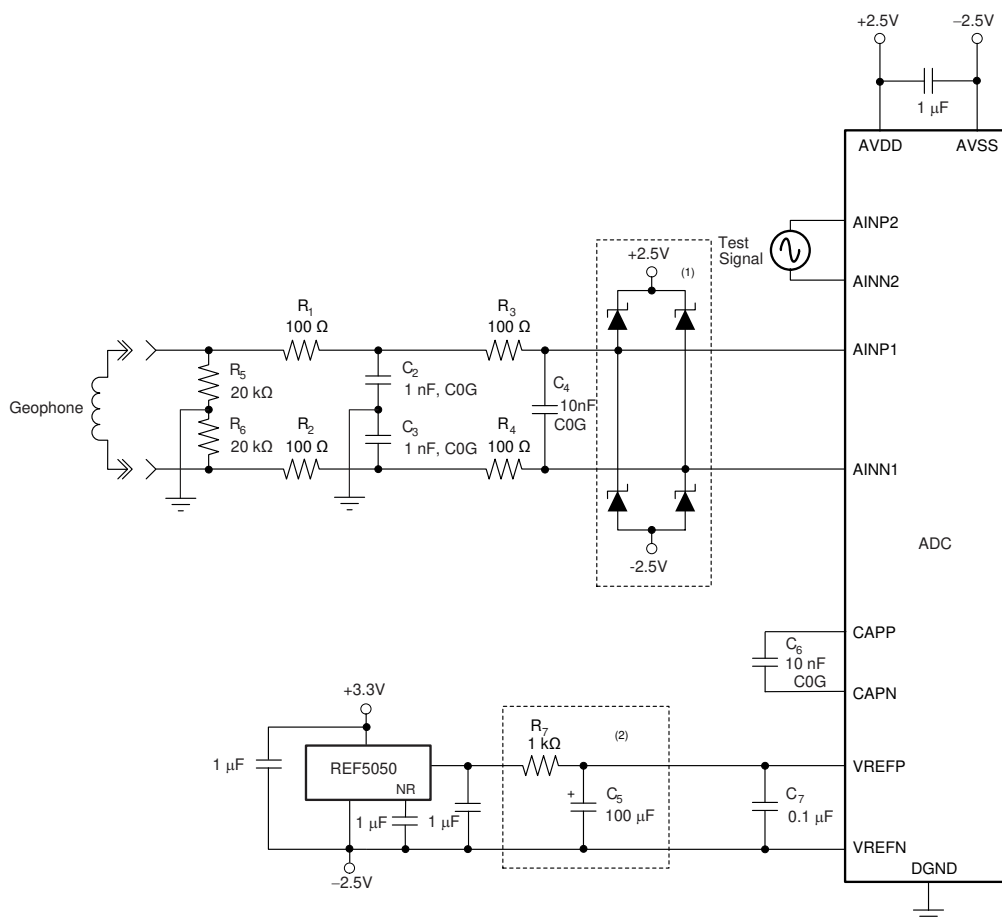 +2.5V
−2.5V
1 μF
AVDD
AVSS
AINP2
Test
Signal
AINN2
+2.5V
(1)
R1
100 Ω
R3
100 Ω
AINP1
R5
20 kΩ
C2
1 nF, C0G
C4
10nF
C0G
Geophone
R6
20 kΩ
R2
100 Ω
C3
1 nF, C0G
R4
100 Ω
AINN1
-2.5V
ADC
CAPP
C6
10 nF
C0G
CAPN
+3.3V
R7
1 kΩ
(2)
1 μF
REF5050
NR
VREFP
1 μF
1 μF
+
C5
100 μF
C7
0.1 μF
VREFN
−2.5V
DGND